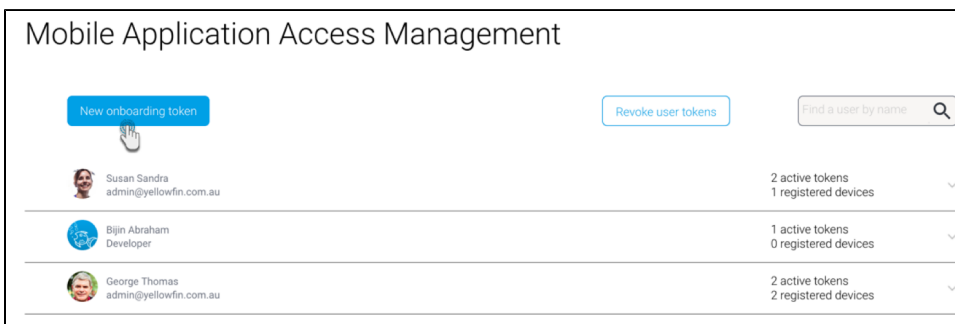 Mobile Application Access Management
New onboarding token
Revoke user tokens
Find a user by name
Susan Sandra
admin@yellowfin.com.au
2 active tokens
1 registered devices
Bijin Abraham
Developer
1 active tokens
0 registered devices
George Thomas
admin@yellowfin.com.au
2 active tokens
2 registered devices